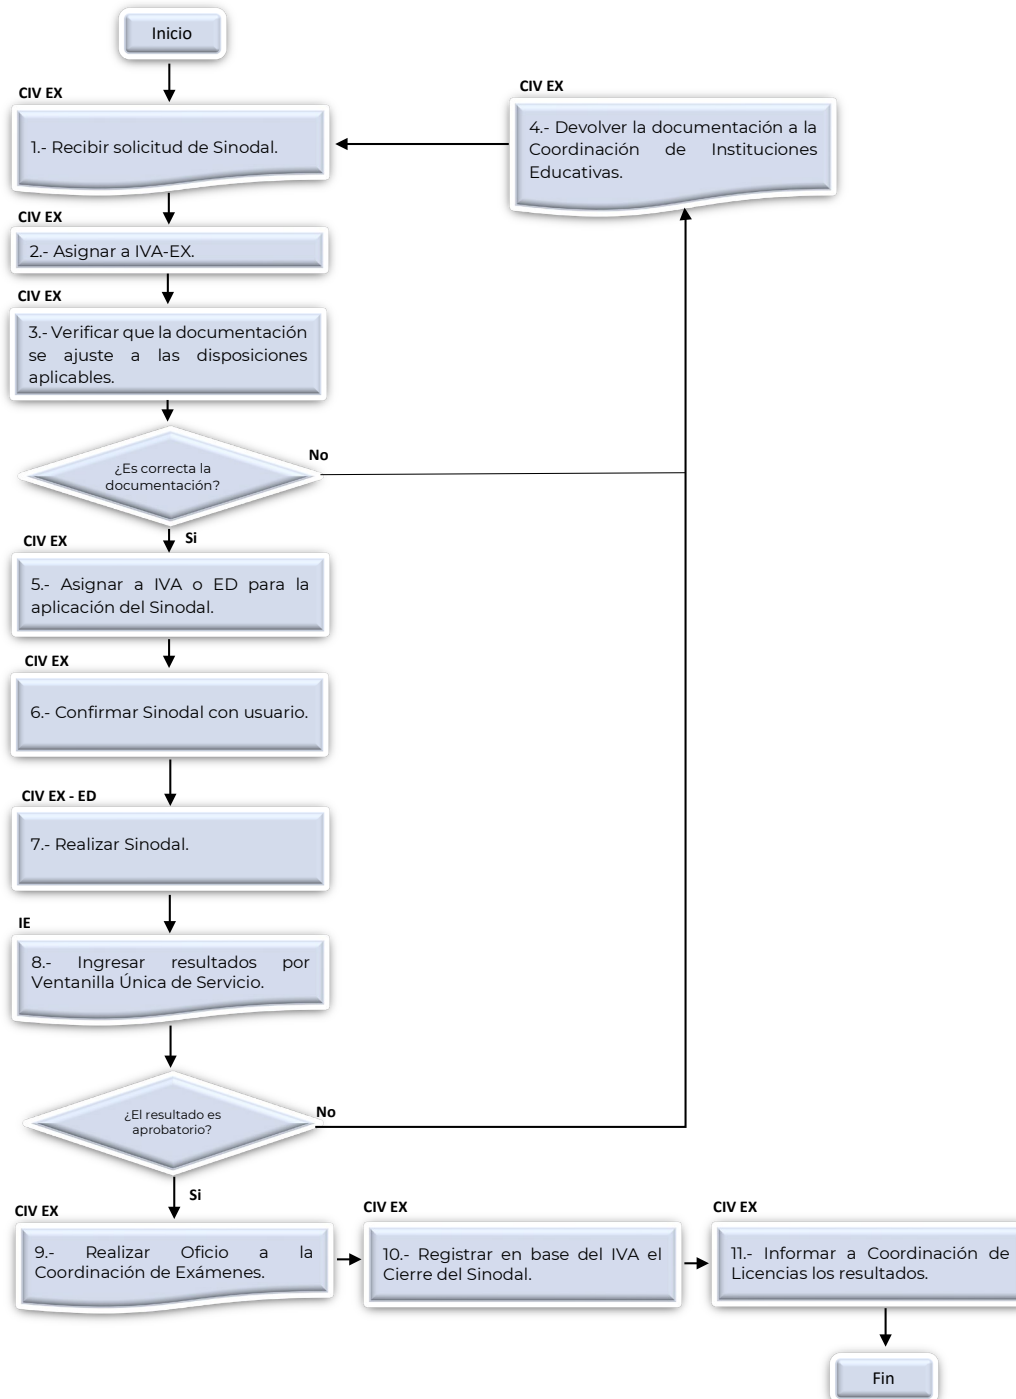 Inicio
CIV EX
1.- Recibir solicitud de Sinodal.
CIV EX
4.- Devolver la documentación a la
Coordinación de Instituciones
Educativas.
CIV EX
2.- Asignar a IVA-EX.
CIV EX
3.- Verificar que la documentación
se ajuste a las disposiciones
aplicables.
¿Es correcta la
documentación?
No
Si
CIV EX
5.- Asignar a IVA o ED para la
aplicación del Sinodal.
CIV EX
6.- Confirmar Sinodal con usuario.
CIV EX - ED
7.- Realizar Sinodal.
IE
8.- Ingresar resultados por
Ventanilla Única de Servicio.
¿El resultado es
aprobatorio?
No
Si
CIV EX
9.- Realizar Oficio a la
Coordinación de Exámenes.
CIV EX
10.- Registrar en base del IVA el
Cierre del Sinodal.
CIV EX
11.- Informar a Coordinación de
Licencias los resultados.
Fin